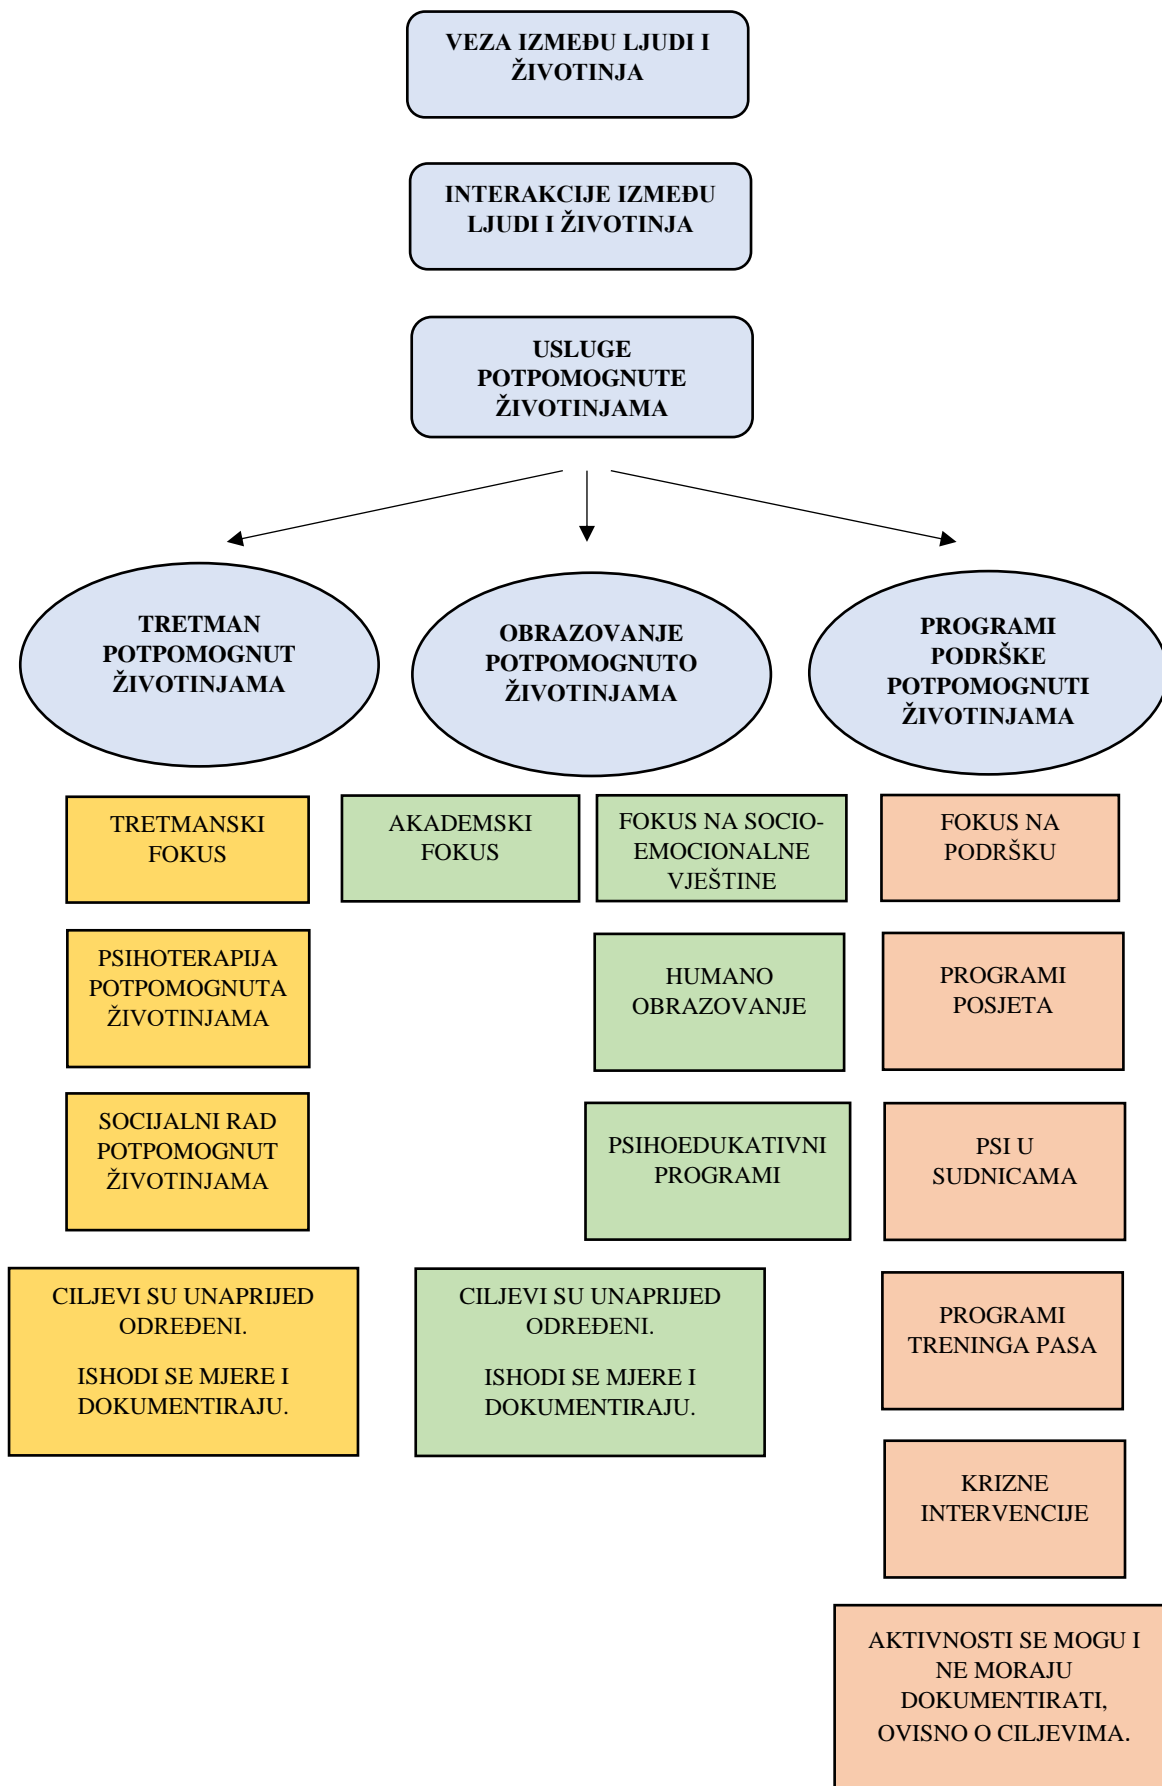 VEZA IZMEĐU LJUDI I
ŽIVOTINJA
INTERAKCIJE IZMEĐU
LJUDI I ŽIVOTINJA
USLUGE
POTPOMOGNUTE
ŽIVOTINJAMA
TRETMAN
POTPOMOGNUT
ŽIVOTINJAMA
OBRAZOVANJE
POTPOMOGNUTO
ŽIVOTINJAMA
PROGRAMI
PODRŠKE
POTPOMOGNUTI
ŽIVOTINJAMA
TRETMANSKI
FOKUS
AKADEMSKI
FOKUS
FOKUS NA SOCIO-
EMOCIONALNE
VJEŠTINE
FOKUS NA
PODRŠKU
PSIHOTERAPIJA
POTPOMOGNUTA
ŽIVOTINJAMA
HUMANO
OBRAZOVANJE
PROGRAMI
POSJETA
SOCIJALNI RAD
POTPOMOGNUT
ŽIVOTINJAMA
PSIHOEDUKATIVNI
PROGRAMI
PSI U
SUDNICAMA
CILJEVI SU UNAPRIJED
ODREĐENI.
ISHODI SE MJERE I
DOKUMENTIRAJU.
CILJEVI SU UNAPRIJED
ODREĐENI.
ISHODI SE MJERE I
DOKUMENTIRAJU.
PROGRAMI
TRENINGA PASA
KRIZNE
INTERVENCIJE
AKTIVNOSTI SE MOGU I
NE MORAJU
DOKUMENTIRATI,
OVISNO O CILJEVIMA.